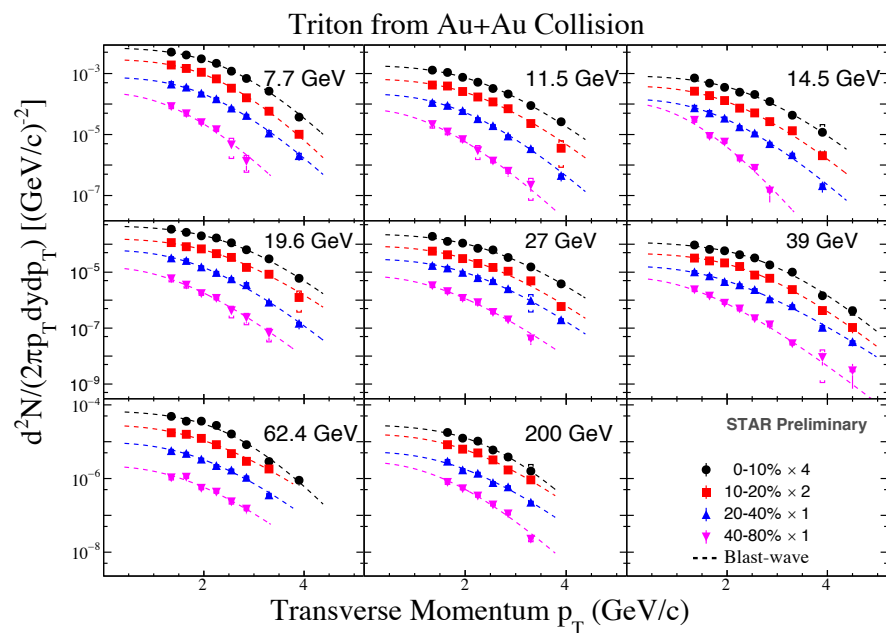 Triton from Au+Au Collision
d²N/(2πp_T dydp_T) [(GeV/c)⁻²]
10⁻³
10⁻⁵
10⁻⁷
7.7 GeV
11.5 GeV
14.5 GeV
10⁻⁵
10⁻⁷
10⁻⁹
19.6 GeV
27 GeV
39 GeV
10⁻⁴
10⁻⁶
10⁻⁸
62.4 GeV
200 GeV
STAR Preliminary
0-10% × 4
10-20% × 2
20-40% × 1
40-80% × 1
Blast-wave
2 4 2 4 2 4
Transverse Momentum p_T (GeV/c)